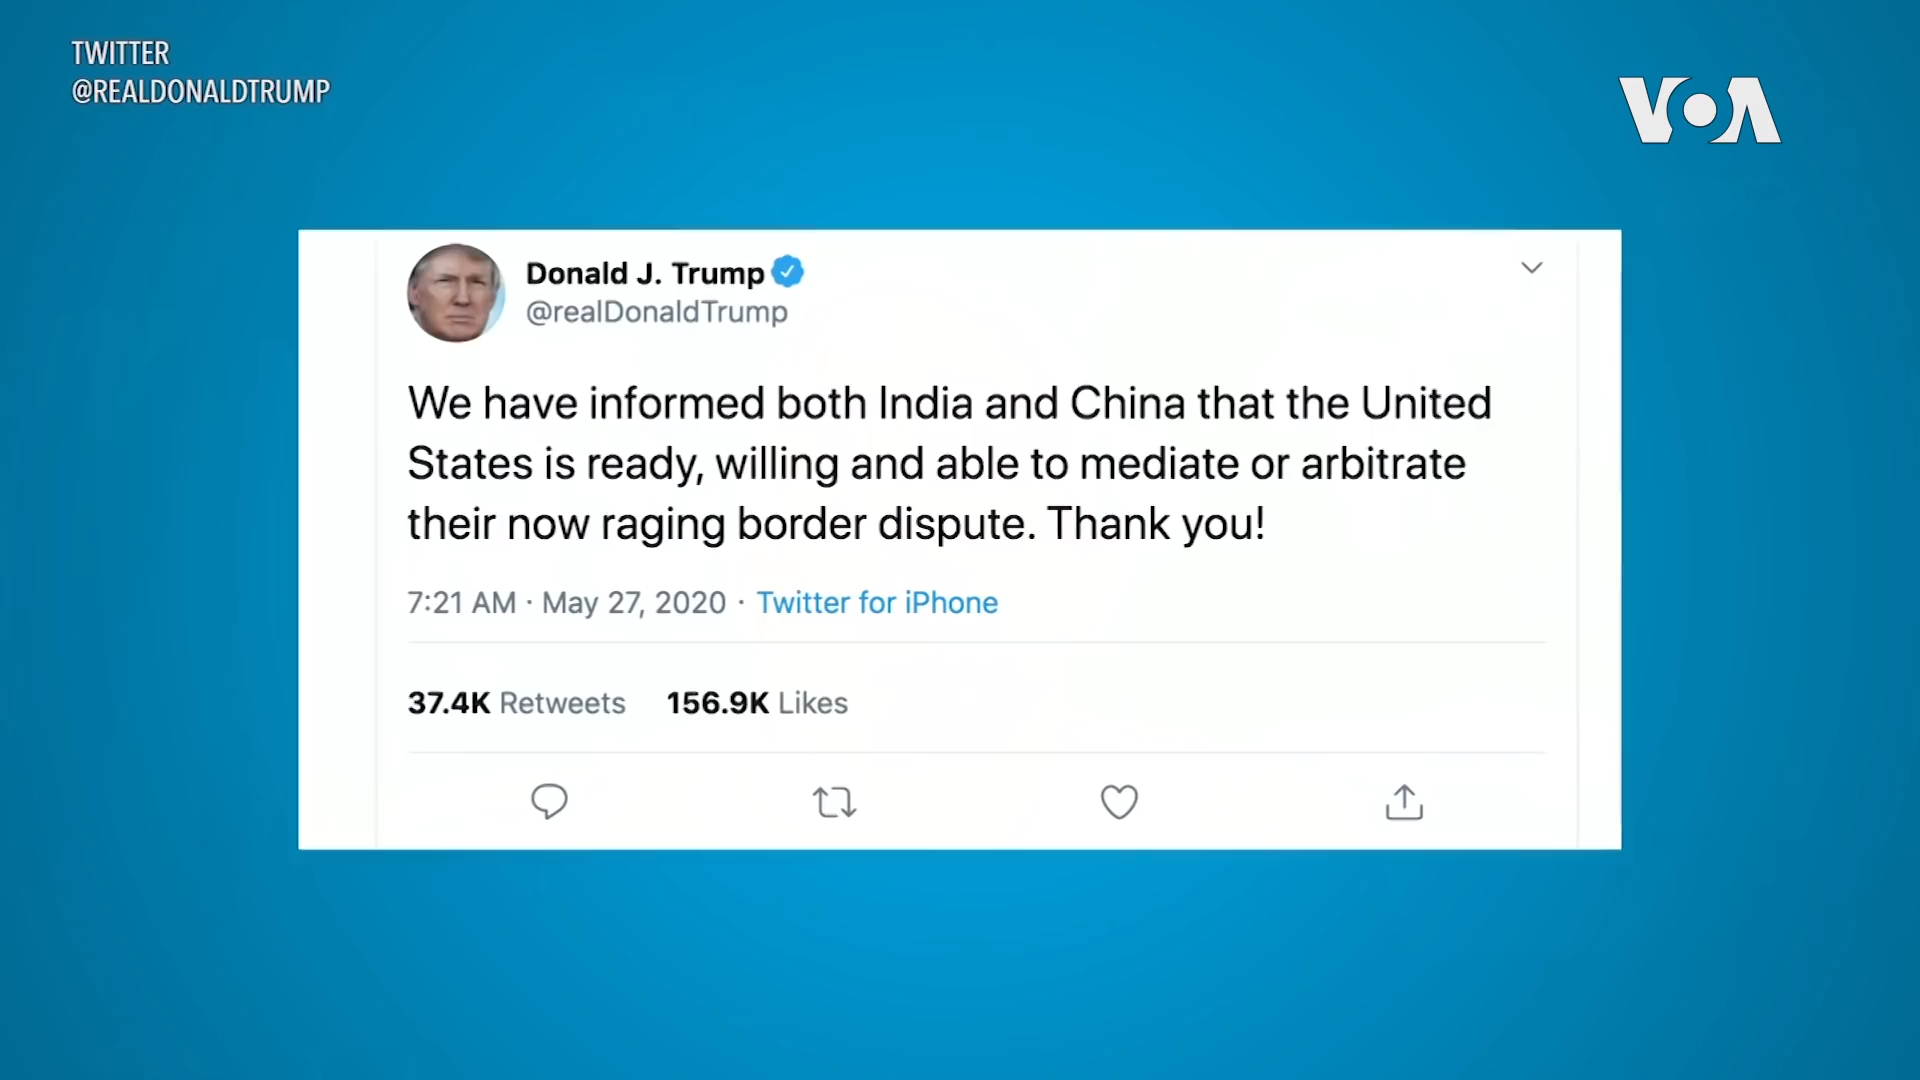 TWITTER
@REALDONALDTRUMP
VOA
Donald J. Trump
@realDonaldTrump
We have informed both India and China that the United
States is ready, willing and able to mediate or arbitrate
their now raging border dispute. Thank you!
7:21 AM · May 27, 2020 · Twitter for iPhone
37.4K Retweets 156.9K Likes